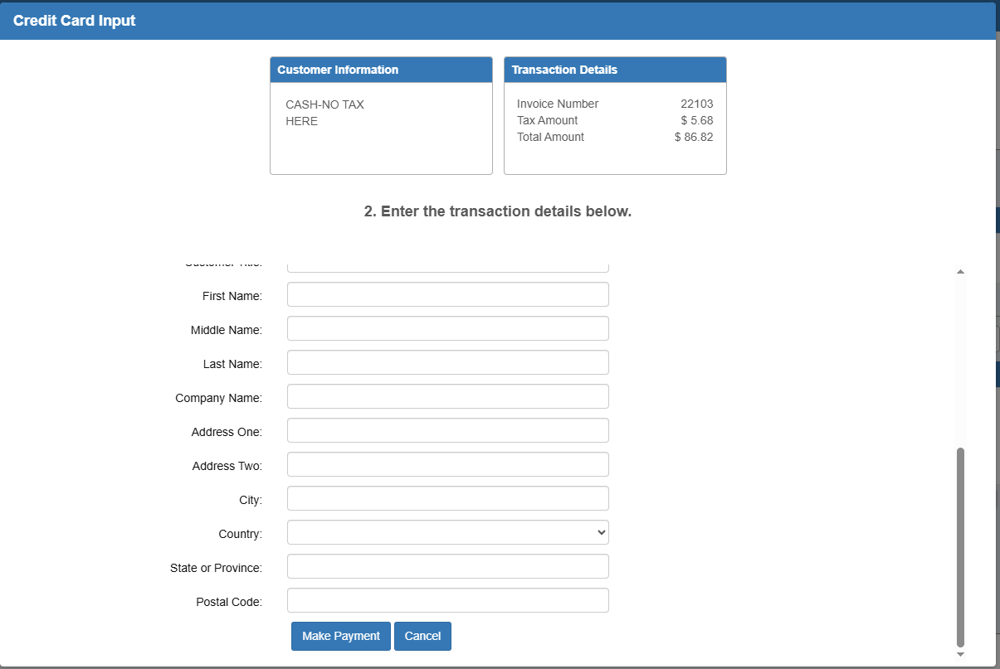 Credit Card Input
Customer Information
CASH-NO TAX
HERE
Transaction Details
Invoice Number 22103
Tax Amount $ 5.68
Total Amount $ 86.82
2. Enter the transaction details below.
Customer Title:
First Name:
Middle Name:
Last Name:
Company Name:
Address One:
Address Two:
City:
Country:
State or Province:
Postal Code:
Make Payment Cancel